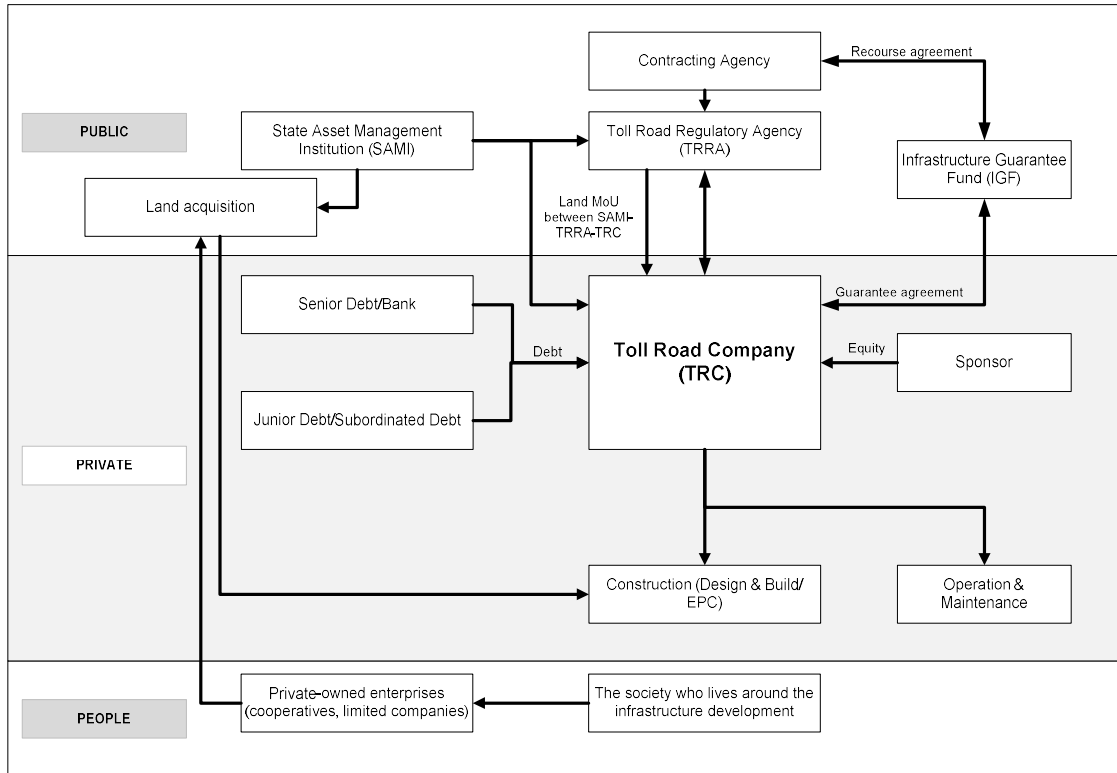 Contracting Agency
Recourse agreement
PUBLIC
State Asset Management
Institution (SAMI)
Toll Road Regulatory Agency
(TRRA)
Infrastructure Guarantee
Fund (IGF)
Land acquisition
Land MoU
between SAMI-
TRRA-TRC
Senior Debt/Bank
Guarantee agreement
Debt
Toll Road Company
(TRC)
Equity
Sponsor
Junior Debt/Subordinated Debt
PRIVATE
Construction (Design & Build/
EPC)
Operation &
Maintenance
PEOPLE
Private-owned enterprises
(cooperatives, limited companies)
The society who lives around the
infrastructure development